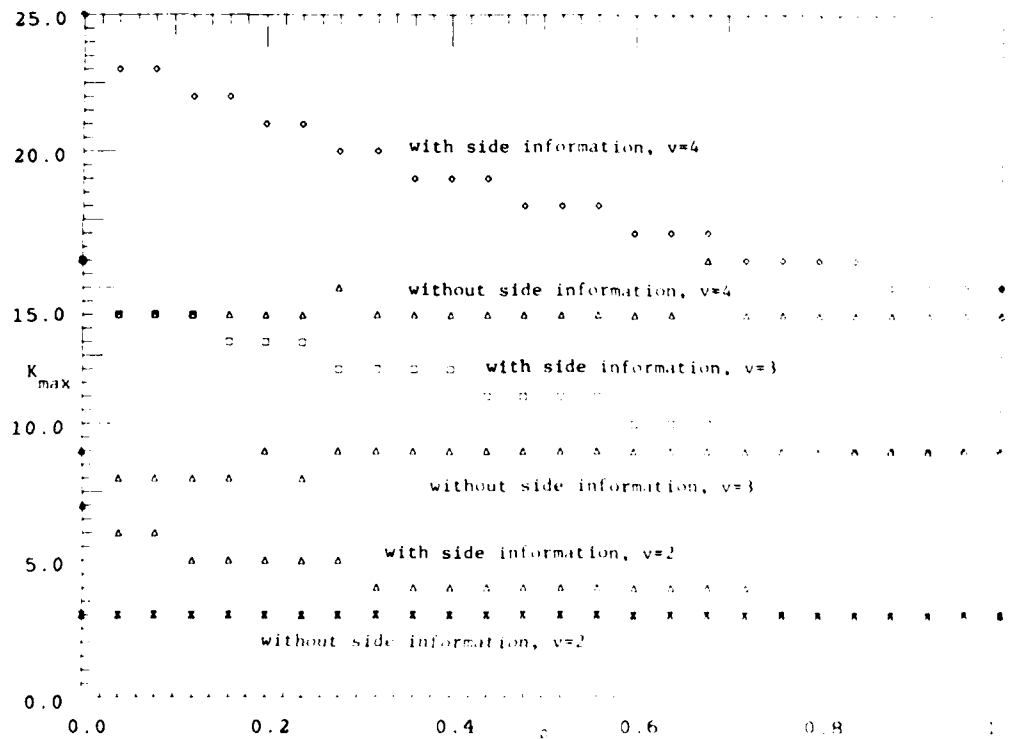 25.0
with side information, v=4
20.0
without side information, v=4
15.0
with side information, v=3
K
max
10.0
without side information, v=3
with side information, v=2
5.0
without side information, v=2
0.0
0.0 0.2 0.4 0.6 0.8